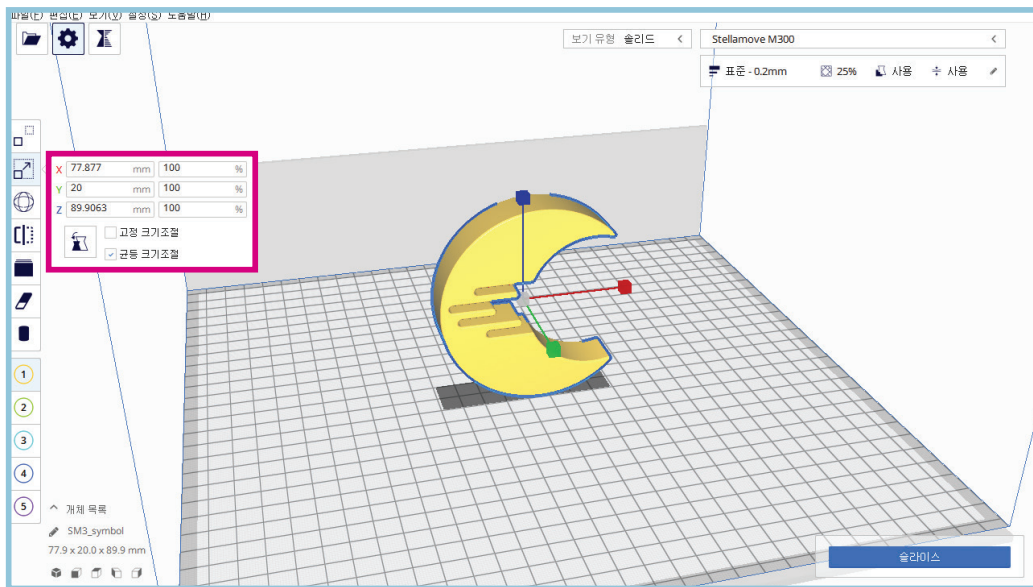 파일(F) 편집(E) 보기(V) 설정(S) 도움말(H)
보기 유형 솔리드
Stellamove M300
표준 - 0.2mm 25% 사용 사용
X 77.877 mm 100 %
Y 20 mm 100 %
Z 89.9063 mm 100 %
고정 크기조절
균등 크기조절
1
2
3
4
5
개체 목록
SM3_symbol
77.9 x 20.0 x 89.9 mm
슬라이스